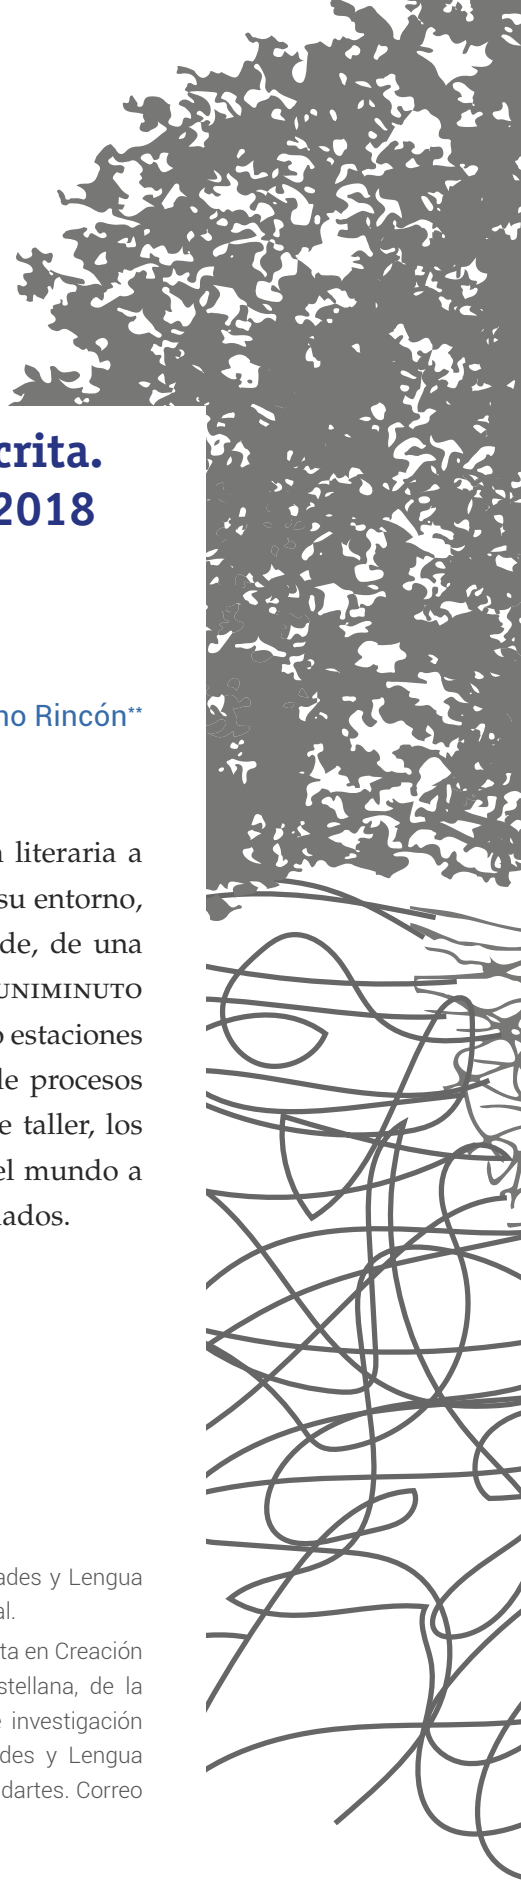 crita.
2018
no Rincón**
n literaria a
su entorno,
de, de una
UNIMINUTO
o estaciones
de procesos
e taller, los
el mundo a
ados.
ades y Lengua
al.
ta en Creación
stellana, de la
e investigación
des y Lengua
dartes. Correo